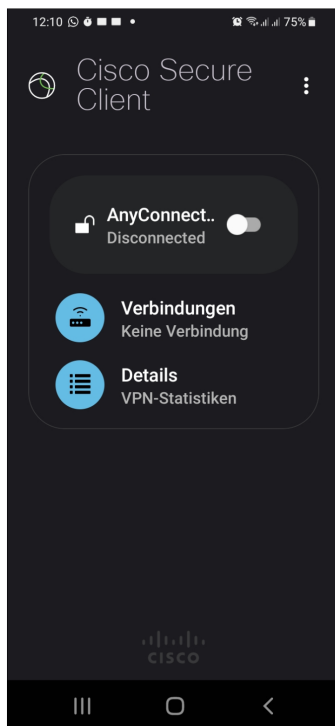 12:10
75%
Cisco Secure
Client
AnyConnect..
Disconnected
Verbindungen
Keine Verbindung
Details
VPN-Statistiken
CISCO